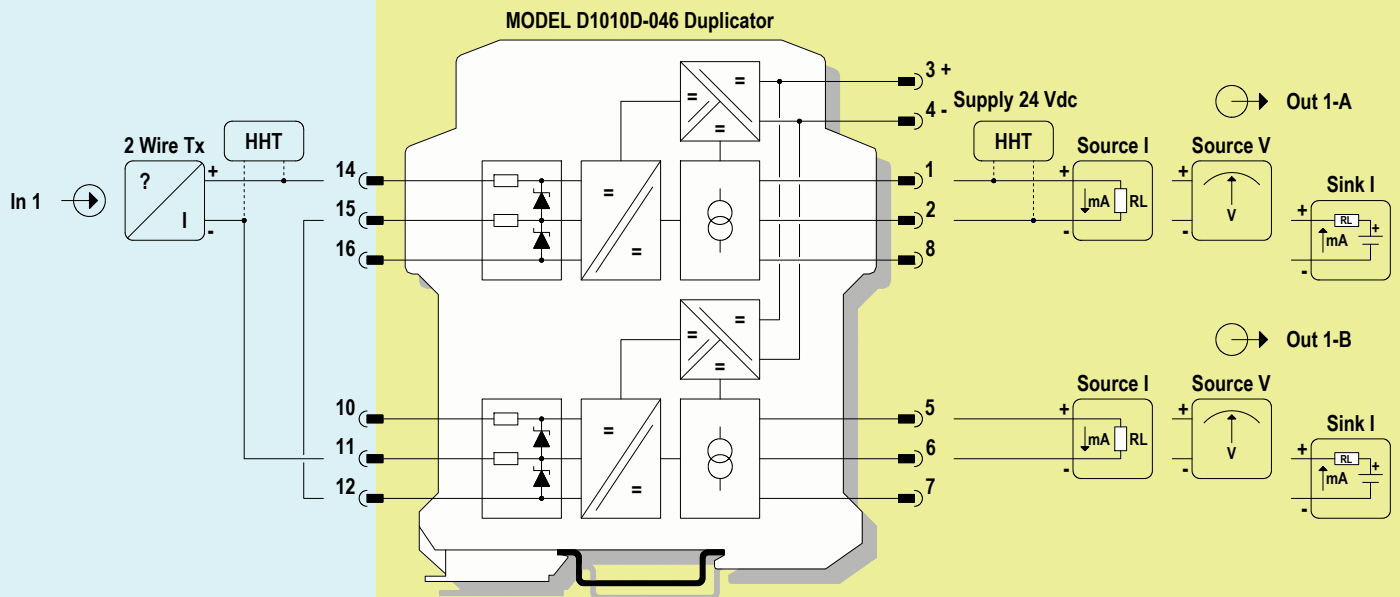 MODEL D1010D-046 Duplicator
3 +
4 -
Supply 24 Vdc
Out 1-A
2 Wire Tx
HHT
HHT
Source I
Source V
Sink I
In 1
?
I
+
-
14
15
16
=
=
=
=
=
1
2
8
+
-
mA
RL
+
-
V
+
-
RL
+
mA
Out 1-B
=
=
=
10
11
12
=
=
5
6
7
Source I
Source V
Sink I
+
-
mA
RL
+
-
V
+
-
RL
+
mA